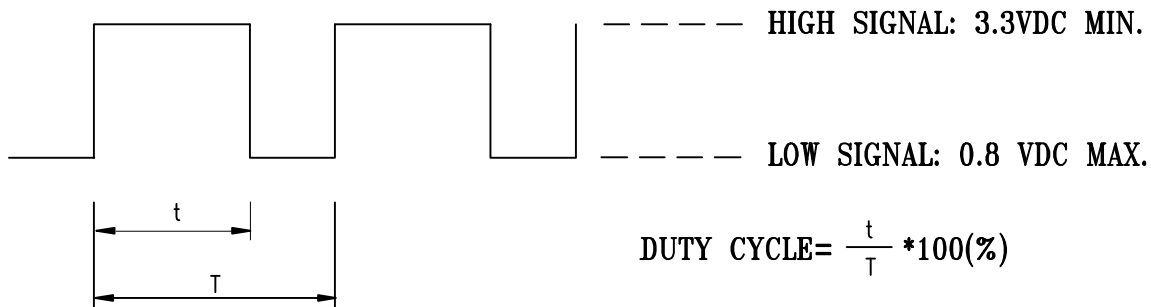 HIGH SIGNAL: 3.3VDC MIN.
LOW SIGNAL: 0.8 VDC MAX.
t
T
DUTY CYCLE= t/T *100(%)